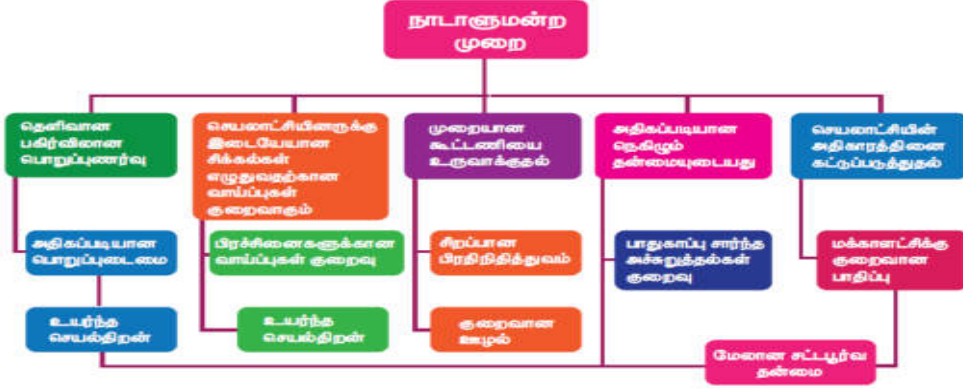 நாடாளுமன்ற
முறை
தெளிவான
பகிர்விலான
பொறுப்புணர்வு
செயலாட்சியினருக்கு
இடையேயான
சிக்கல்கள்
எழுதுவதற்கான
வாய்ப்புகள்
குறைவாகும்
முறையான
கூட்டணியை
உருவாக்குதல்
அதிகப்படியான
நெகிழும்
தன்மையுடையது
செயலாட்சியின்
அதிகாரத்தினை
கட்டுப்படுத்துதல்
அதிகப்படியான
பொறுப்புடைமை
பிரச்சினைகளுக்கான
வாய்ப்புகள் குறைவு
சிறப்பான
பிரதிநிதித்துவம்
பாதுகாப்பு சார்ந்த
அச்சுறுத்தல்கள்
குறைவு
மக்களாட்சிக்கு
குறைவான
பாதிப்பு
உயர்ந்த
செயல்திறன்
உயர்ந்த
செயல்திறன்
குறைவான
ஊழல்
மேலான சட்டபூர்வ
தன்மை